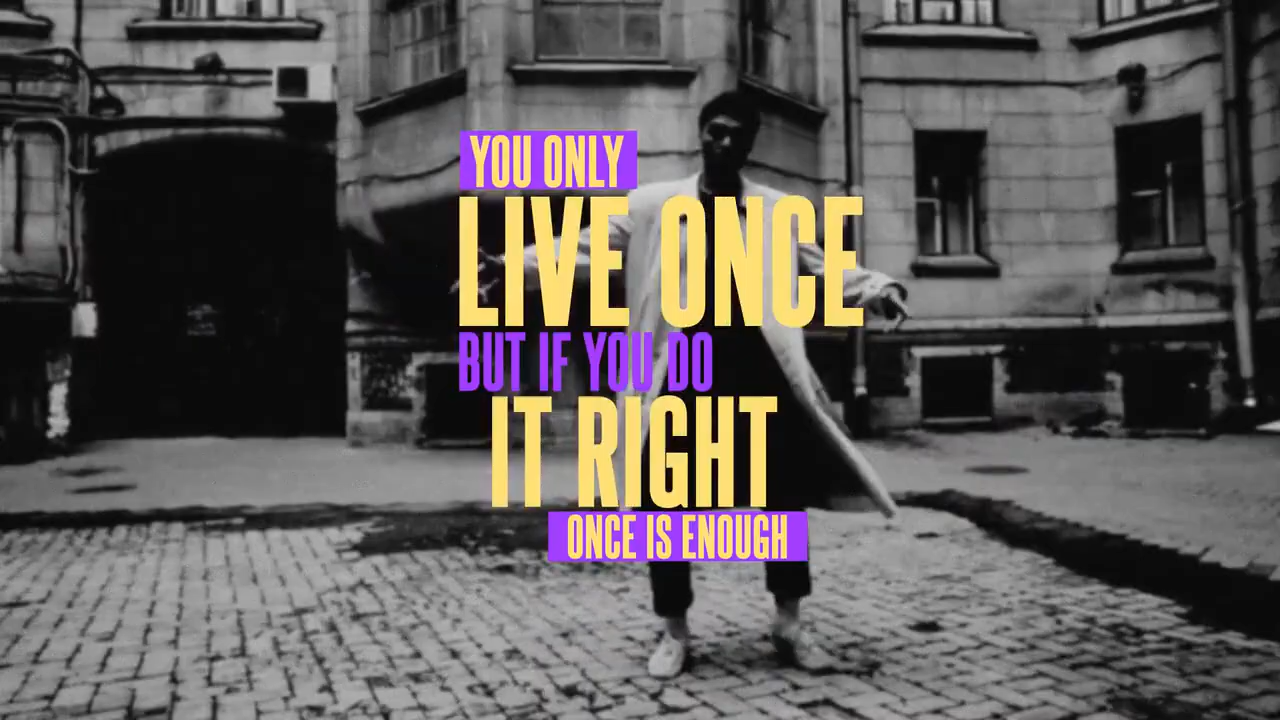 YOU ONLY
LIVE ONCE
BUT IF YOU DO
IT RIGHT
ONCE IS ENOUGH